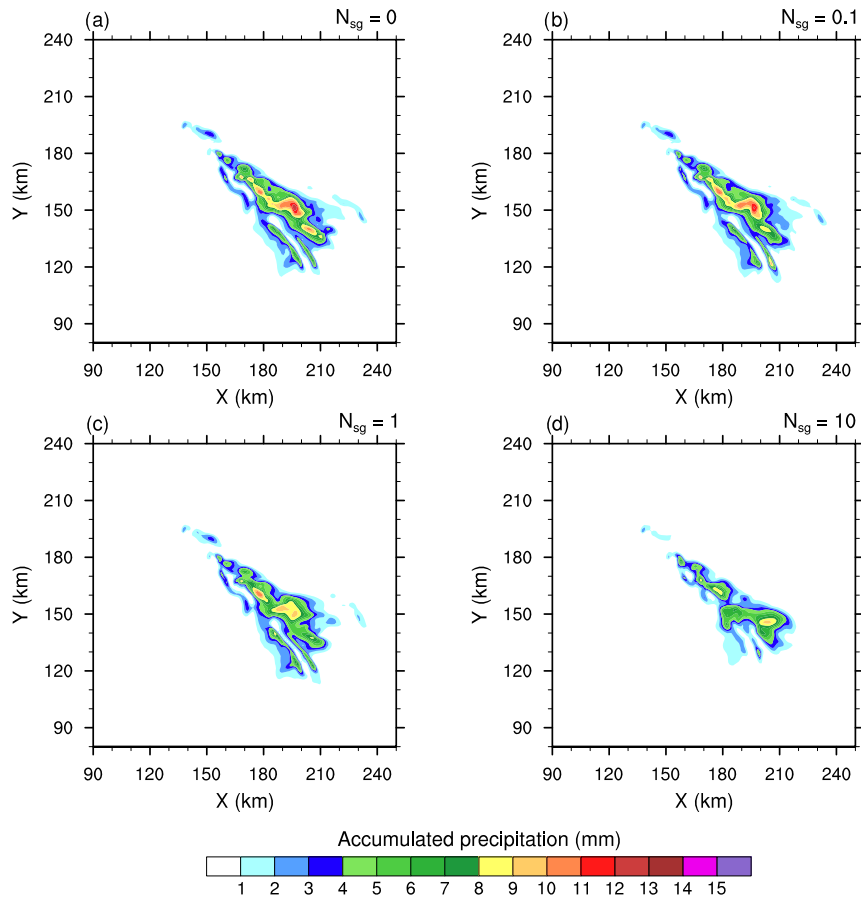 (a) N_sg = 0
240
210
180
150
120
90
Y (km)
90 120 150 180 210 240
X (km)
(b) N_sg = 0.1
240
210
180
150
120
90
Y (km)
90 120 150 180 210 240
X (km)
(c) N_sg = 1
240
210
180
150
120
90
Y (km)
90 120 150 180 210 240
X (km)
(d) N_sg = 10
240
210
180
150
120
90
Y (km)
90 120 150 180 210 240
X (km)
Accumulated precipitation (mm)
1 2 3 4 5 6 7 8 9 10 11 12 13 14 15